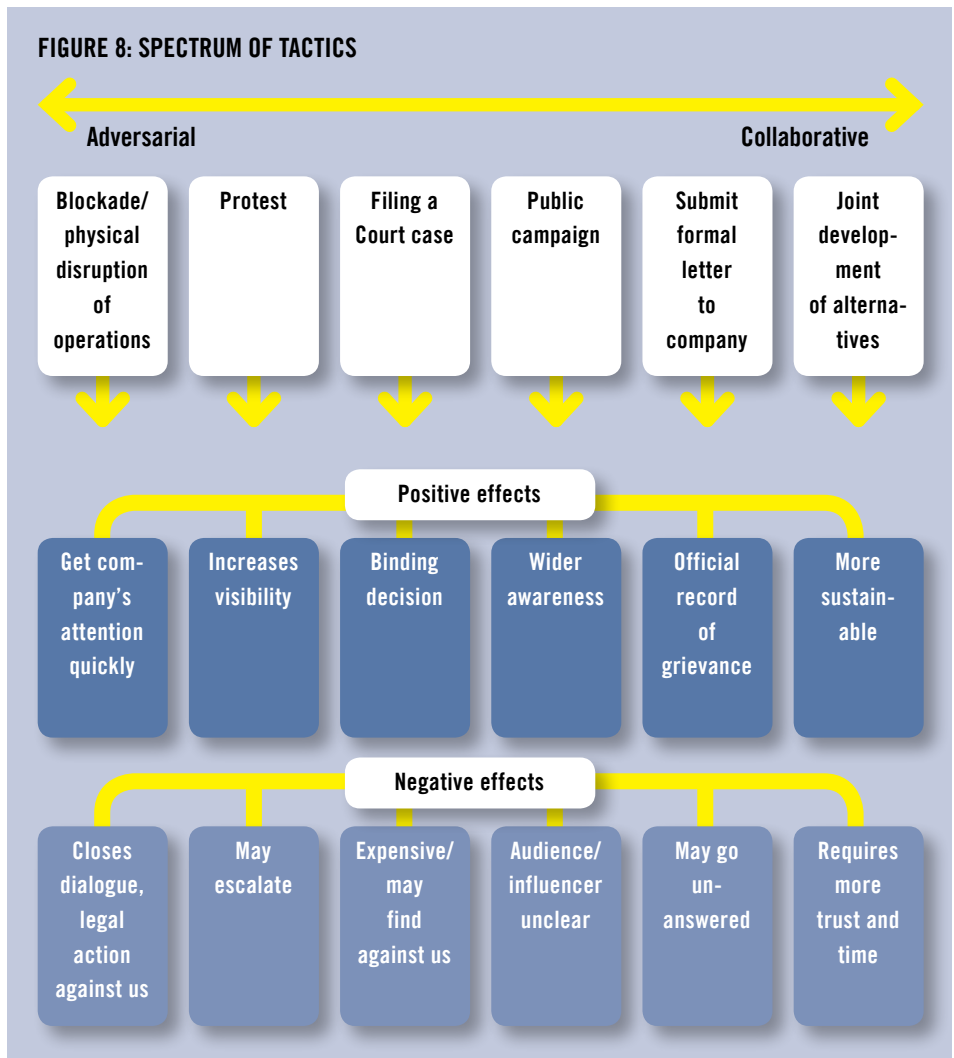 FIGURE 8: SPECTRUM OF TACTICS
Adversarial
Collaborative
Blockade/
physical
disruption
of
operations
Protest
Filing a
Court case
Public
campaign
Submit
formal
letter
to
company
Joint
develop-
ment
of alterna-
tives
Positive effects
Get com-
pany's
attention
quickly
Increases
visibility
Binding
decision
Wider
awareness
Official
record
of
grievance
More
sustain-
able
Negative effects
Closes
dialogue,
legal
action
against us
May
escalate
Expensive/
may
find
against us
Audience/
influencer
unclear
May go
un-
answered
Requires
more
trust and
time